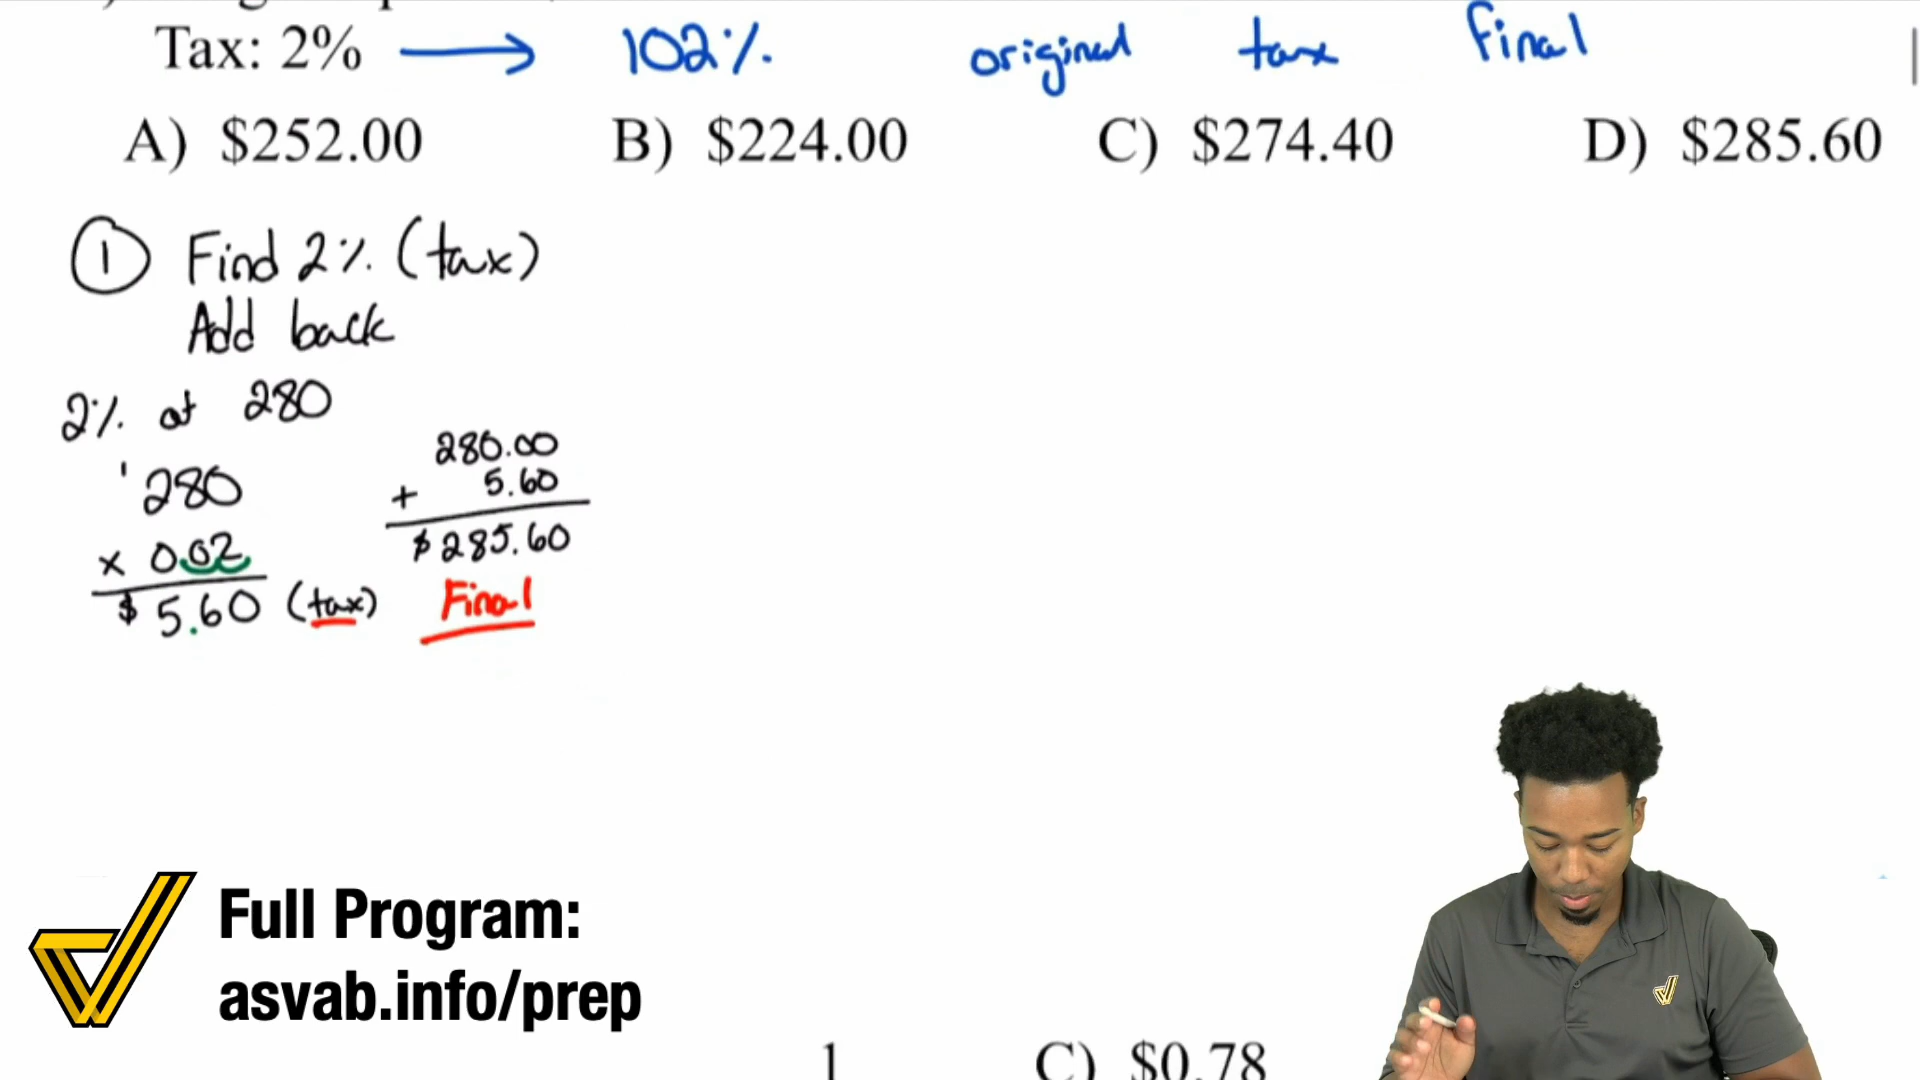 Tax: 2% → 102% original tax Final
A) $252.00 B) $224.00 C) $274.40 D) $285.60
1 Find 2% (tax)
Add back
2% of 280
1
280
x 0.02
$5.60 (tax)
280.00
+ 5.60
$285.60
Final
Full Program:
asvab.info/prep
1 C) $0.78